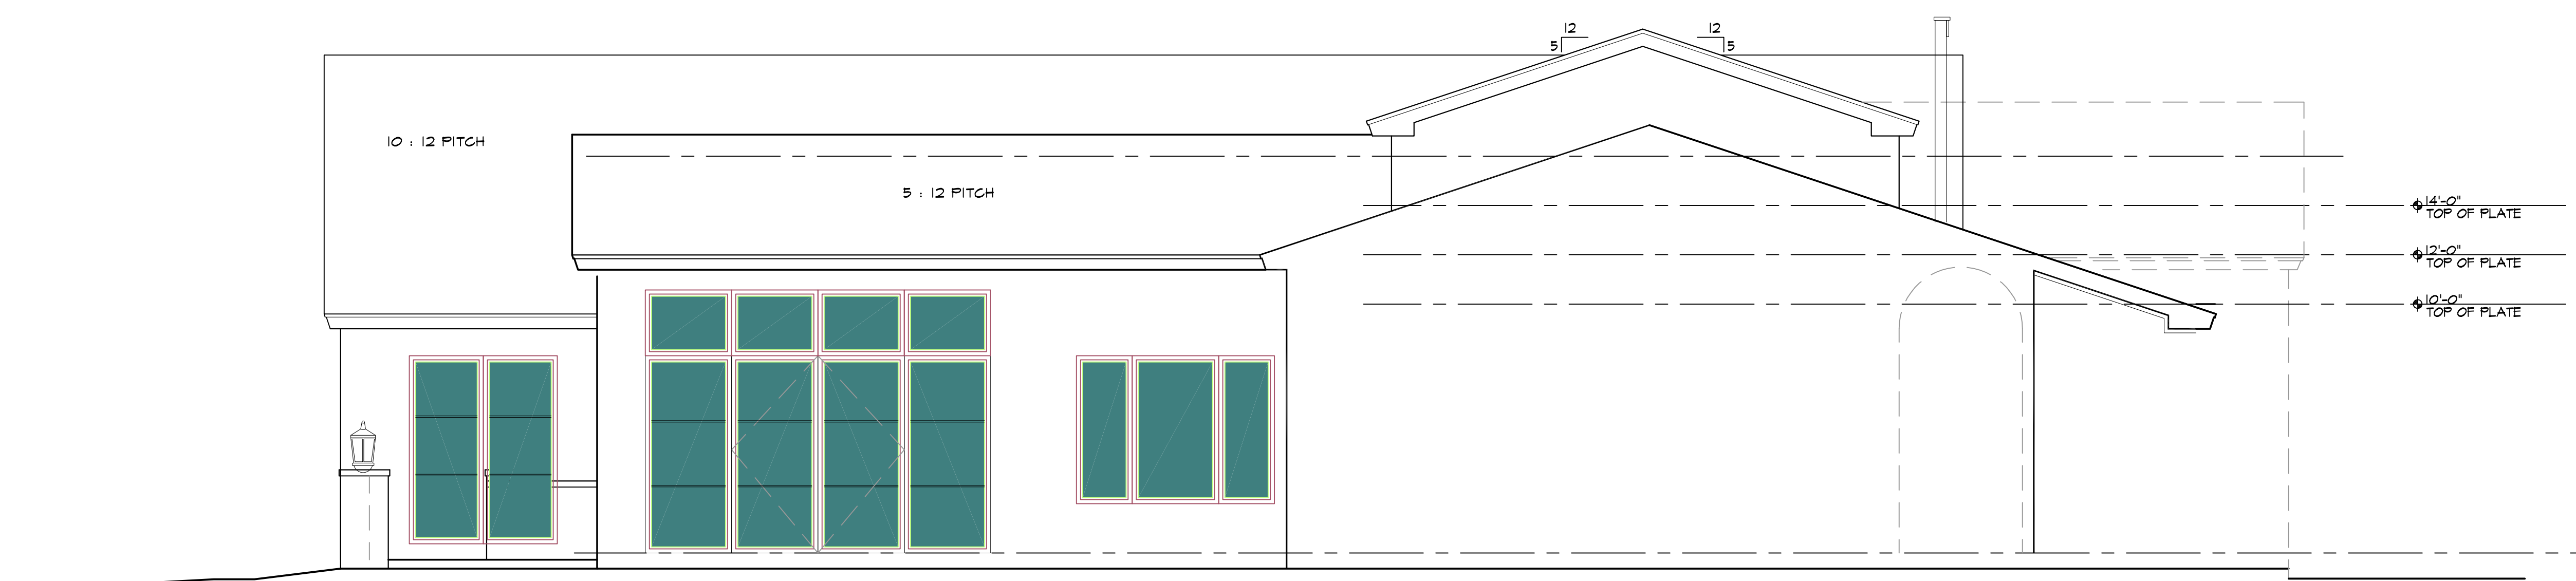 12
12
5
5
10 : 12 PITCH
5 : 12 PITCH
14'-0"
TOP OF PLATE
12'-0"
TOP OF PLATE
10'-0"
TOP OF PLATE